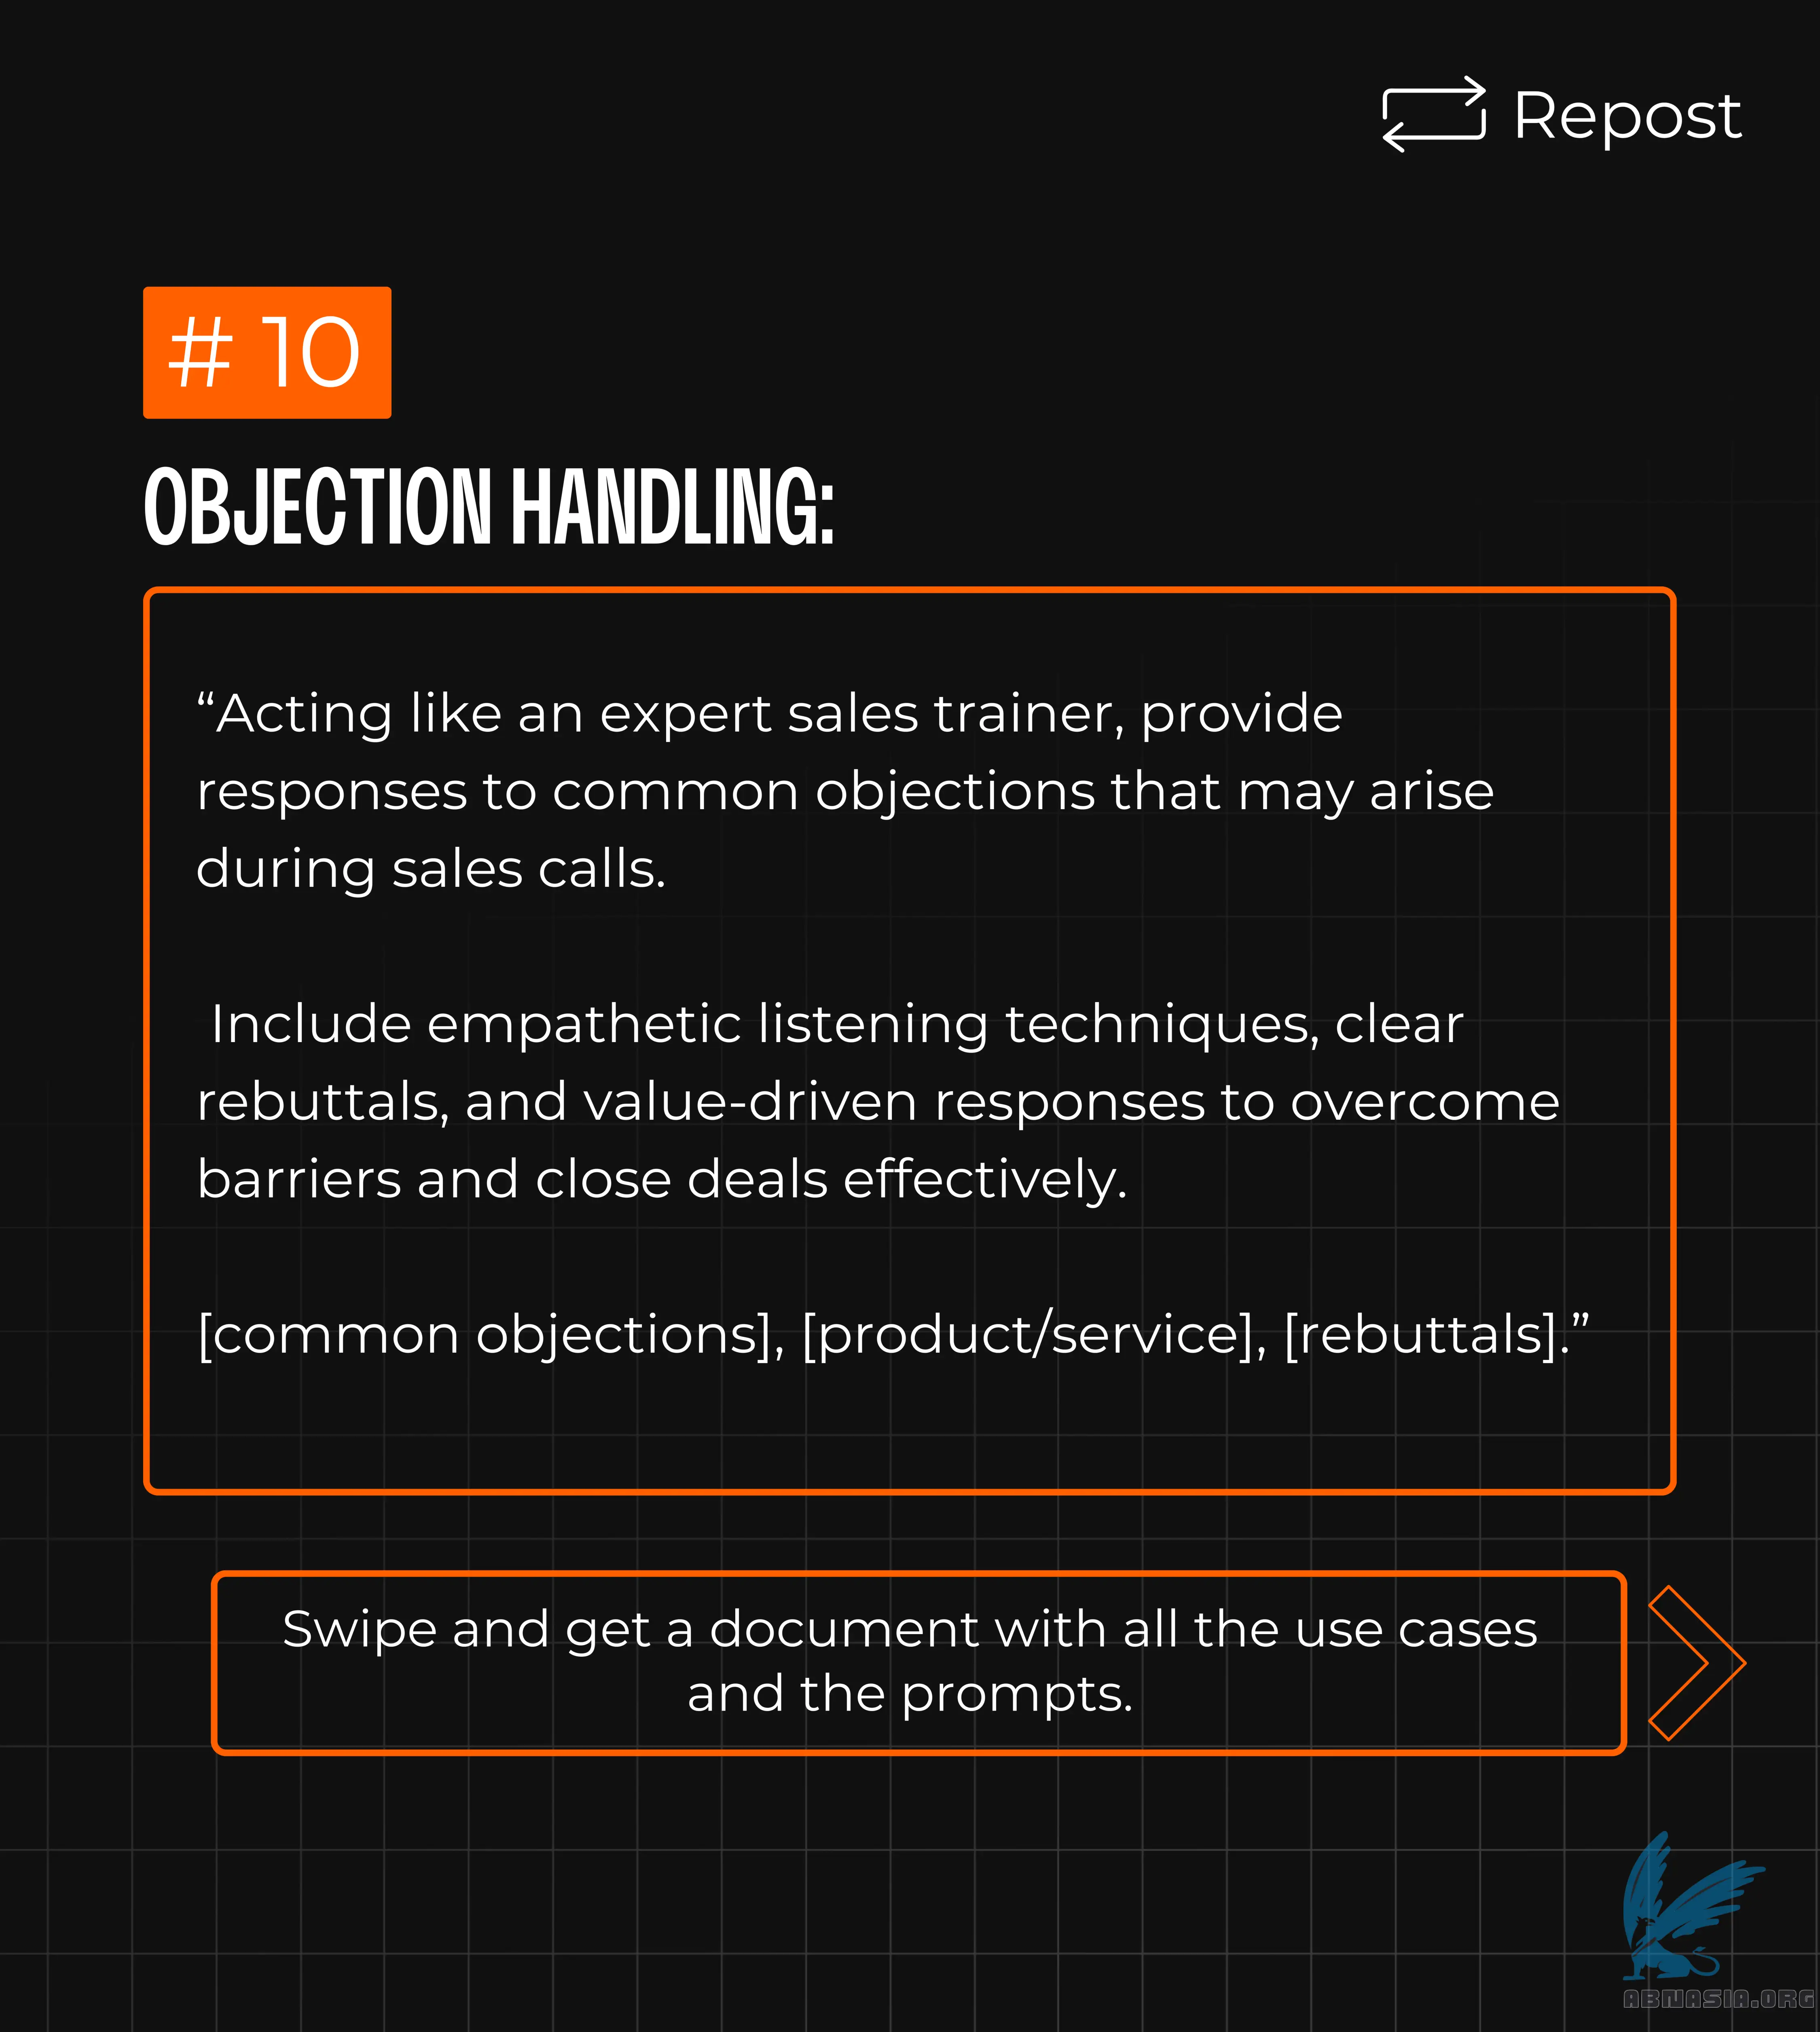 Repost
# 10
OBJECTION HANDLING:
“Acting like an expert sales trainer, provide
responses to common objections that may arise
during sales calls.
Include empathetic listening techniques, clear
rebuttals, and value-driven responses to overcome
barriers and close deals effectively.
[common objections], [product/service], [rebuttals].”
Swipe and get a document with all the use cases
and the prompts.
ABNASIA.ORG